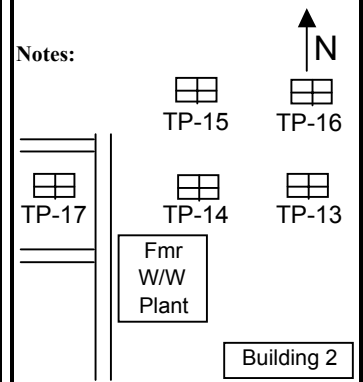 Notes:
N
TP-15 TP-16
TP-17 TP-14 TP-13
Fmr
W/W
Plant
Building 2